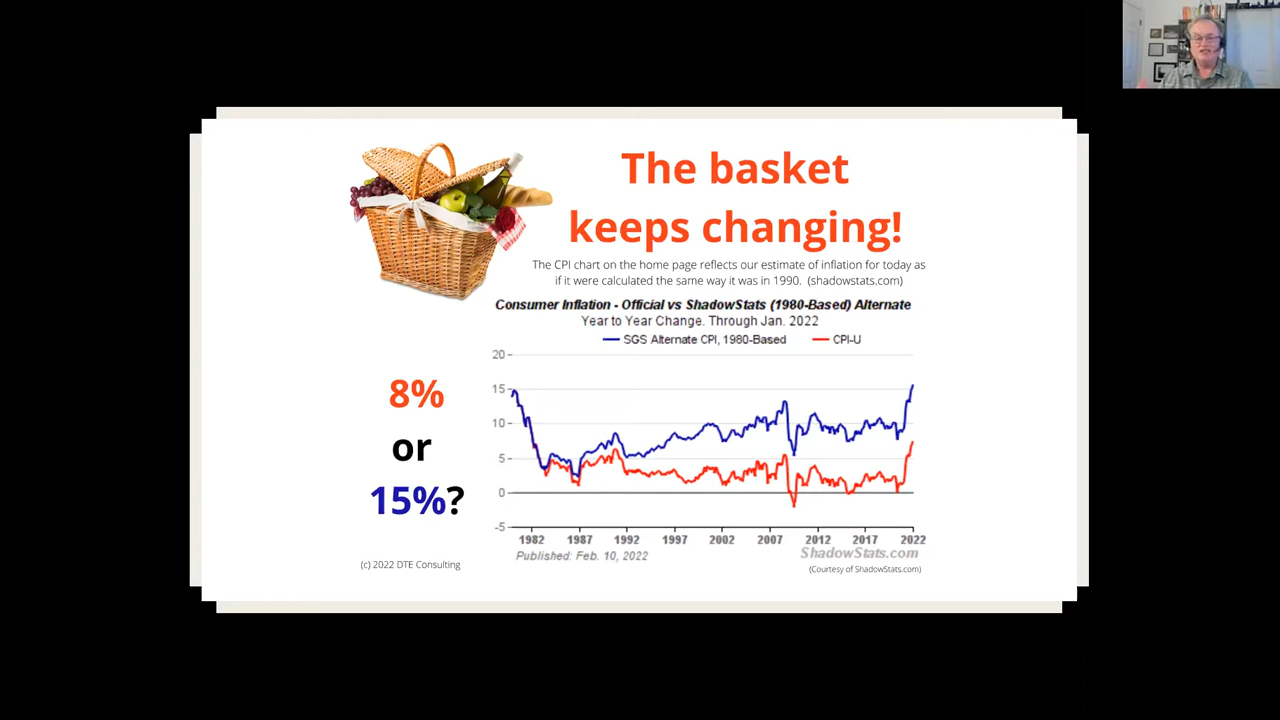 The basket
keeps changing!
The CPI chart on the home page reflects our estimate of inflation for today as
if it were calculated the same way it was in 1990. (shadowstats.com)
Consumer Inflation - Official vs ShadowStats (1980-Based) Alternate
Year to Year Change. Through Jan. 2022
SGS Alternate CPI, 1980-Based CPI-U
20
15
10
5
0
-5
1982 1987 1992 1997 2002 2007 2012 2017 2022
Published: Feb. 10, 2022 ShadowStats.com
(Courtesy of ShadowStats.com)
8%
or
15%?
(c) 2022 DTE Consulting